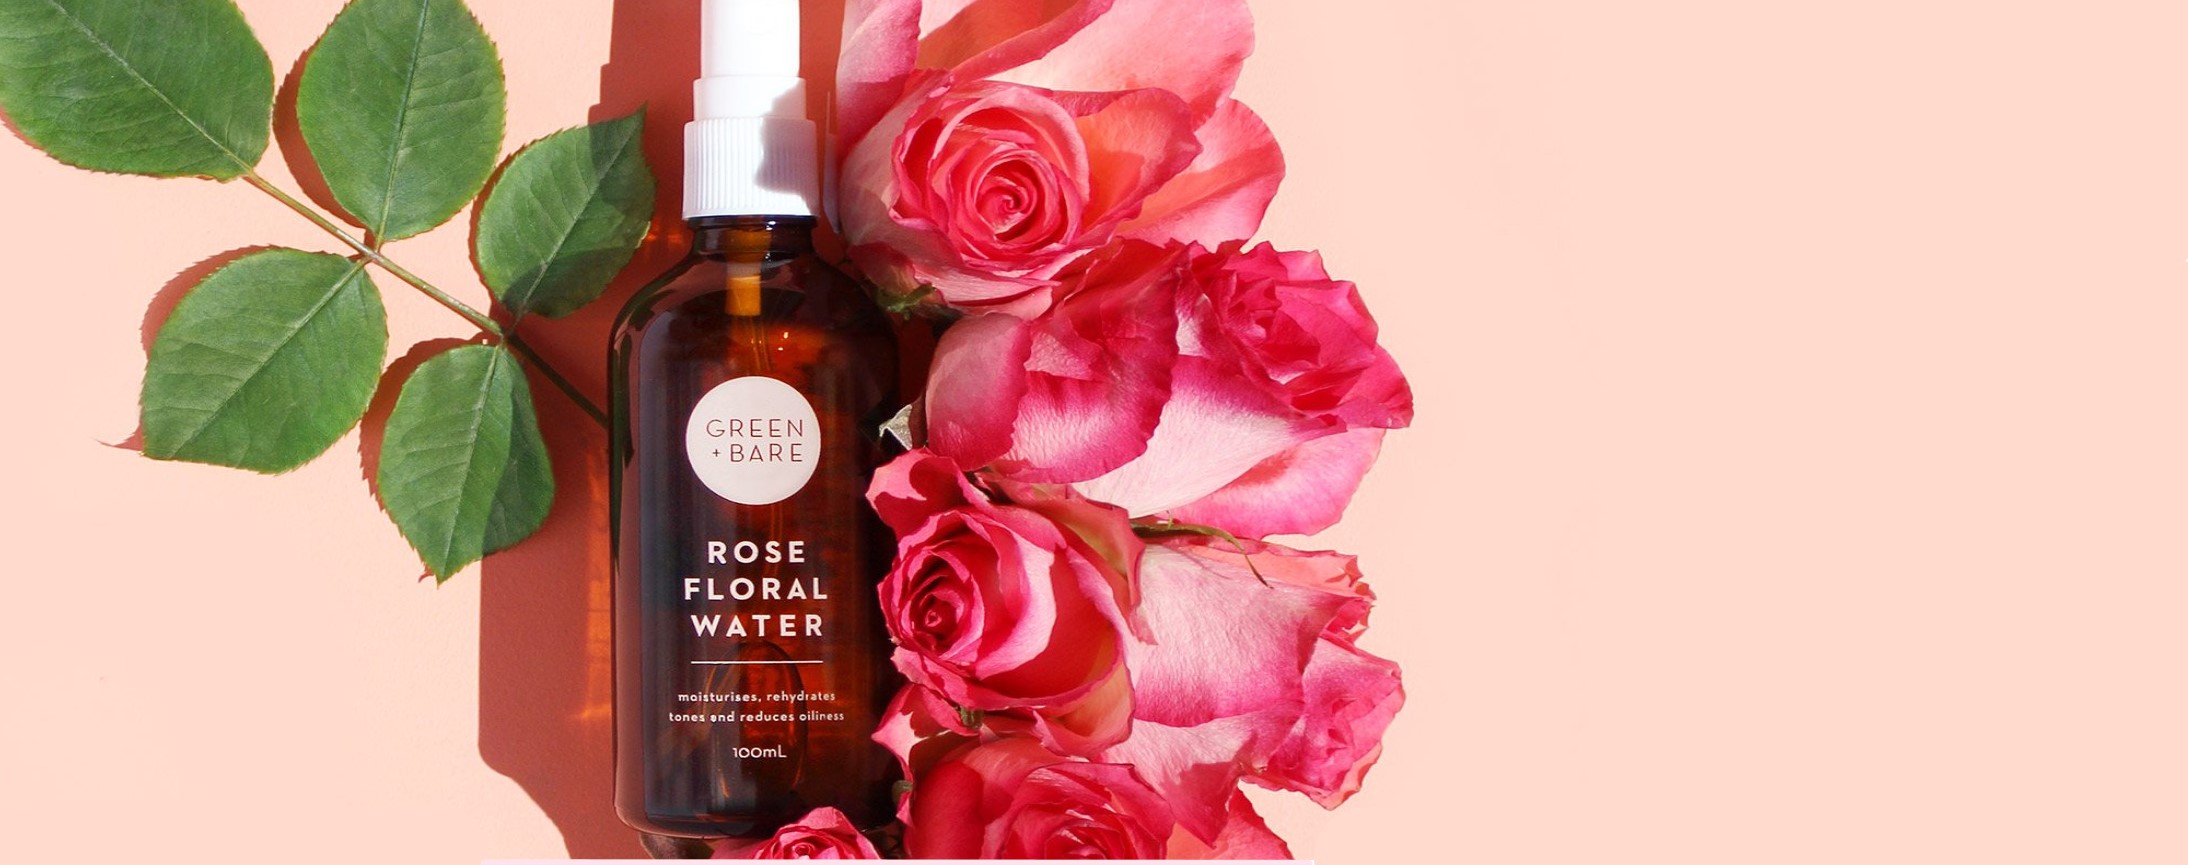 GREEN
+ BARE
ROSE
FLORAL
WATER
moisturises, rehydrates
tones and reduces oiliness
100mL